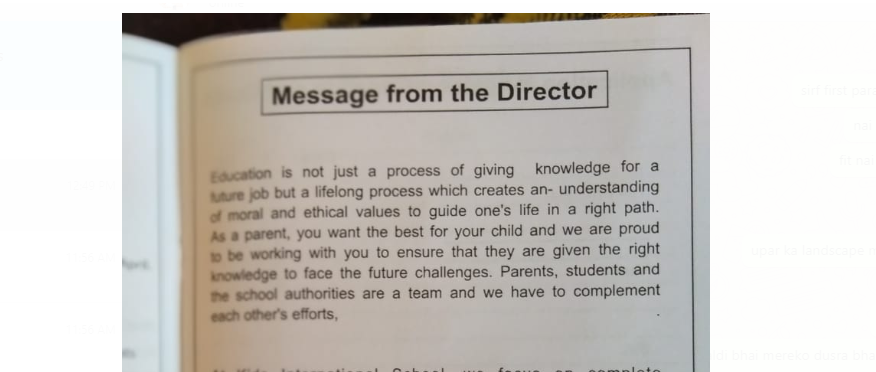 Message from the Director
Education is not just a process of giving knowledge for a
future job but a lifelong process which creates an- understanding
of moral and ethical values to guide one's life in a right path.
As a parent, you want the best for your child and we are proud
to be working with you to ensure that they are given the right
knowledge to face the future challenges. Parents, students and
the school authorities are a team and we have to complement
each other's efforts,
International School, we focus on complete